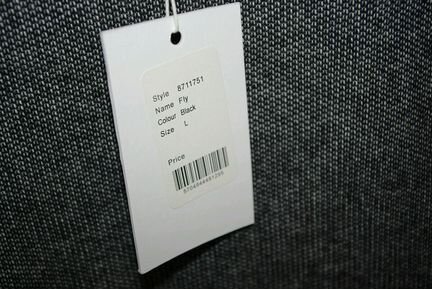 Style 8711751
Name Fly
Colour Black
Size L
Price